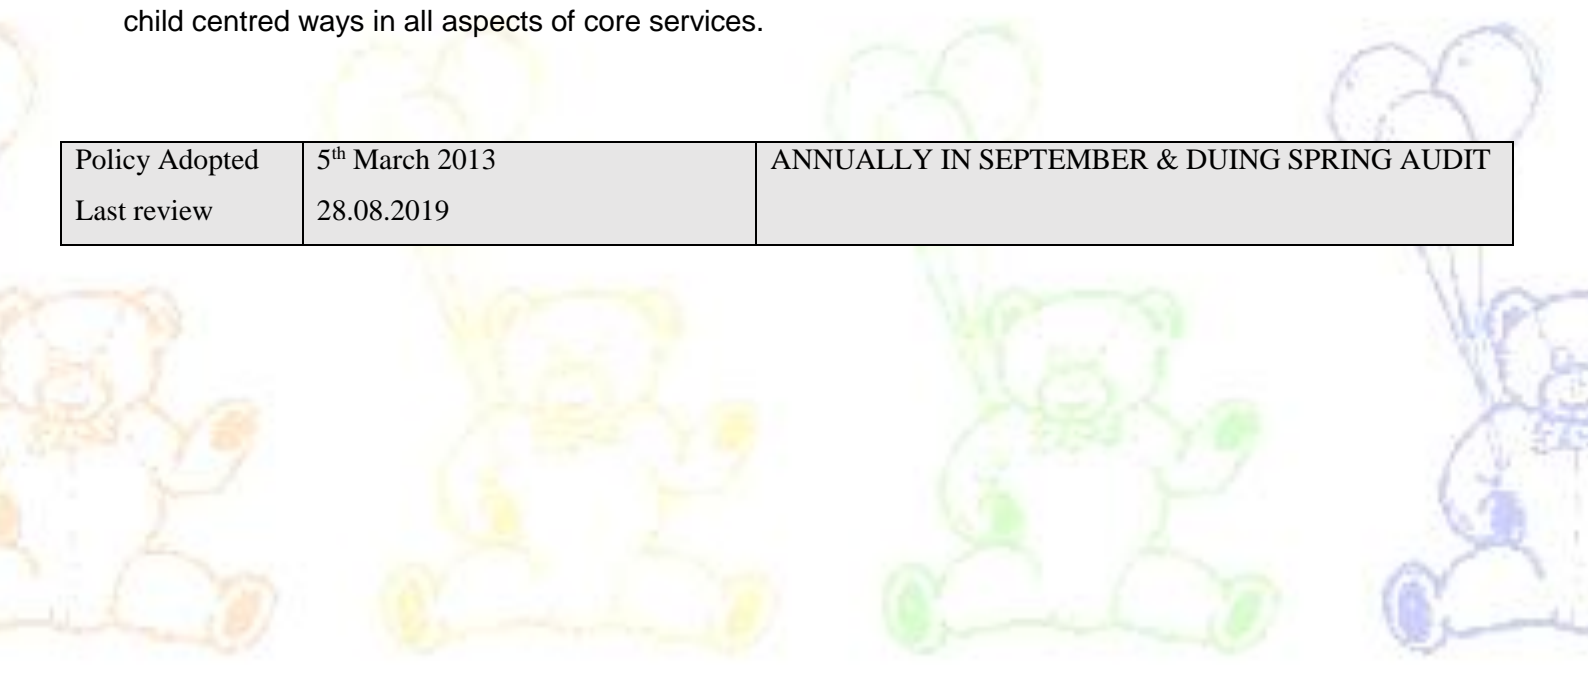 child centred ways in all aspects of core services.
Policy Adopted 5th March 2013 ANNUALLY IN SEPTEMBER & DUING SPRING AUDIT
Last review 28.08.2019